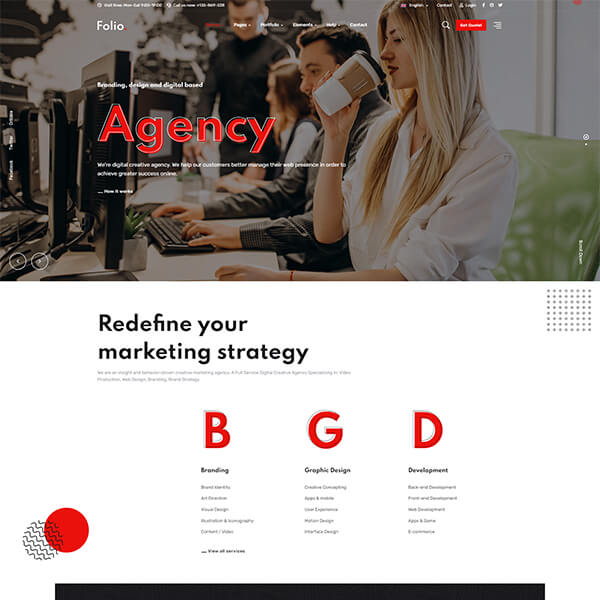 Visit time: Mon-Sat 9:00-19:00 Call us now: +135-869-328 English Contact Login
Folio.
Home Pages Portfolio Elements Help Contact Get Quote!
Branding, design and digital based
Agency
We're digital creative agency. We help our customers better manage their web presence in order to
achieve greater success online.
How it works
Dribbble
Twitter
Facebook
Scroll Down
Redefine your
marketing strategy
We are an insight and behavior-driven creative marketing agency. A Full Service Digital Creative Agency Specializing in: Video
Production, Web Design, Branding, Brand Strategy.
B G D
Branding Graphic Design Development
Brand Identity Creative Concepting Back-end Development
Art Direction Apps & mobile Front-end Development
Visual Design User Experience Web Development
Illustration & Iconography Motion Design Apps & Game
Content / Video Interface Design E-commerce
View all services